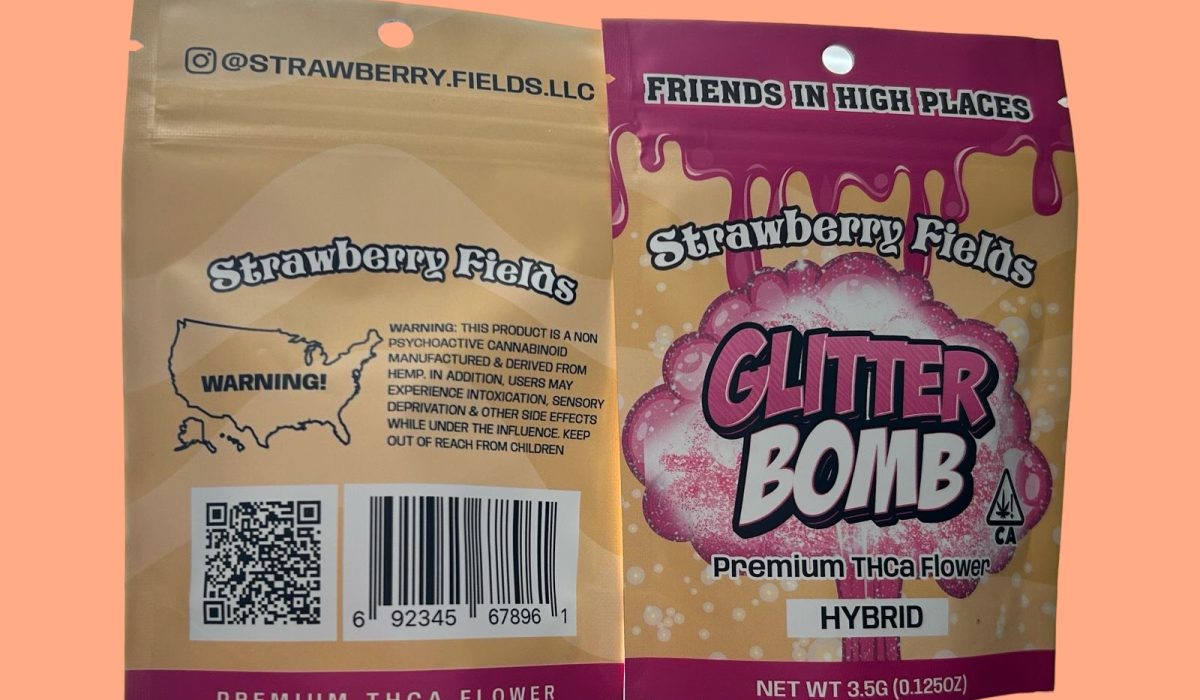 @STRAWBERRY.FIELDS.LLC
Strawberry Fields
WARNING!
WARNING: THIS PRODUCT IS A NON
PSYCHOACTIVE CANNABINOID
MANUFACTURED & DERIVED FROM
HEMP. IN ADDITION, USERS MAY
EXPERIENCE INTOXICATION, SENSORY
DEPRIVATION & OTHER SIDE EFFECTS
WHILE UNDER THE INFLUENCE. KEEP
OUT OF REACH FROM CHILDREN
6 92345 67896 1
PREMIUM THCA FLOWER
FRIENDS IN HIGH PLACES
Strawberry Fields
GLITTER
BOMB
CA
Premium THCa Flower
HYBRID
NET WT 3.5G (0.125OZ)